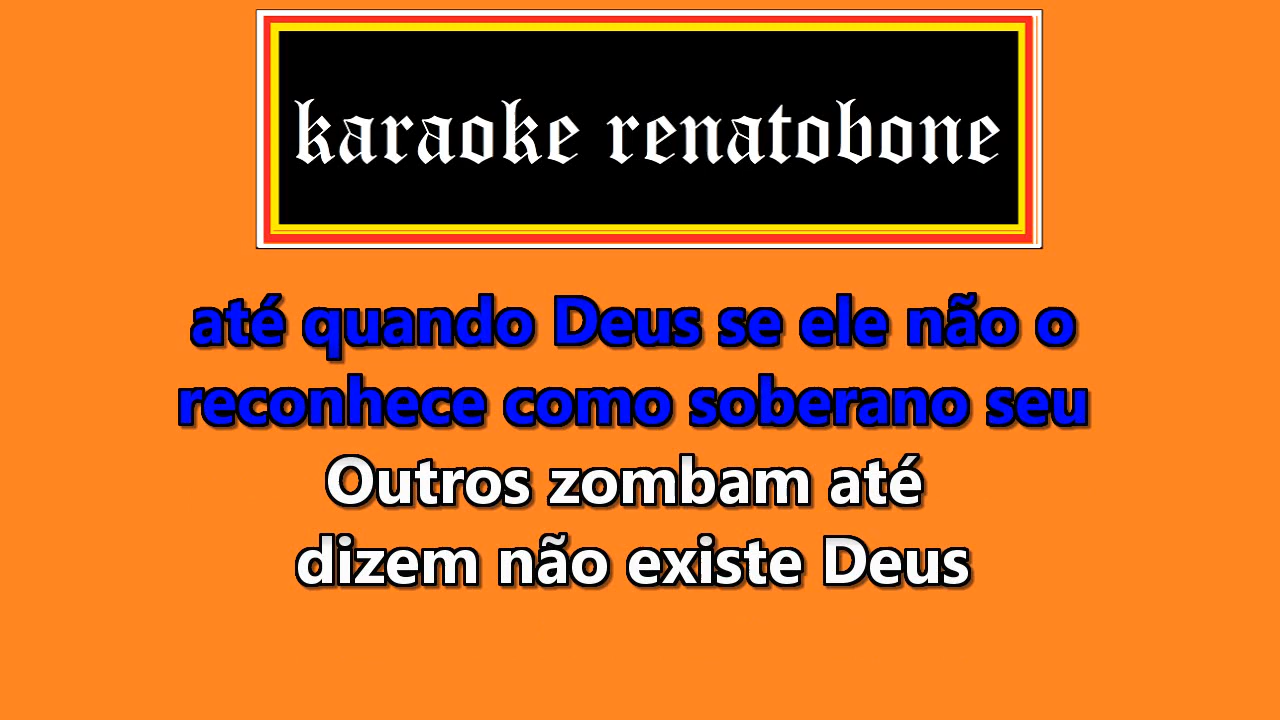 karaoke renatobone
até quando Deus se ele não o
reconhece como soberano seu
Outros zombam até
dizem não existe Deus